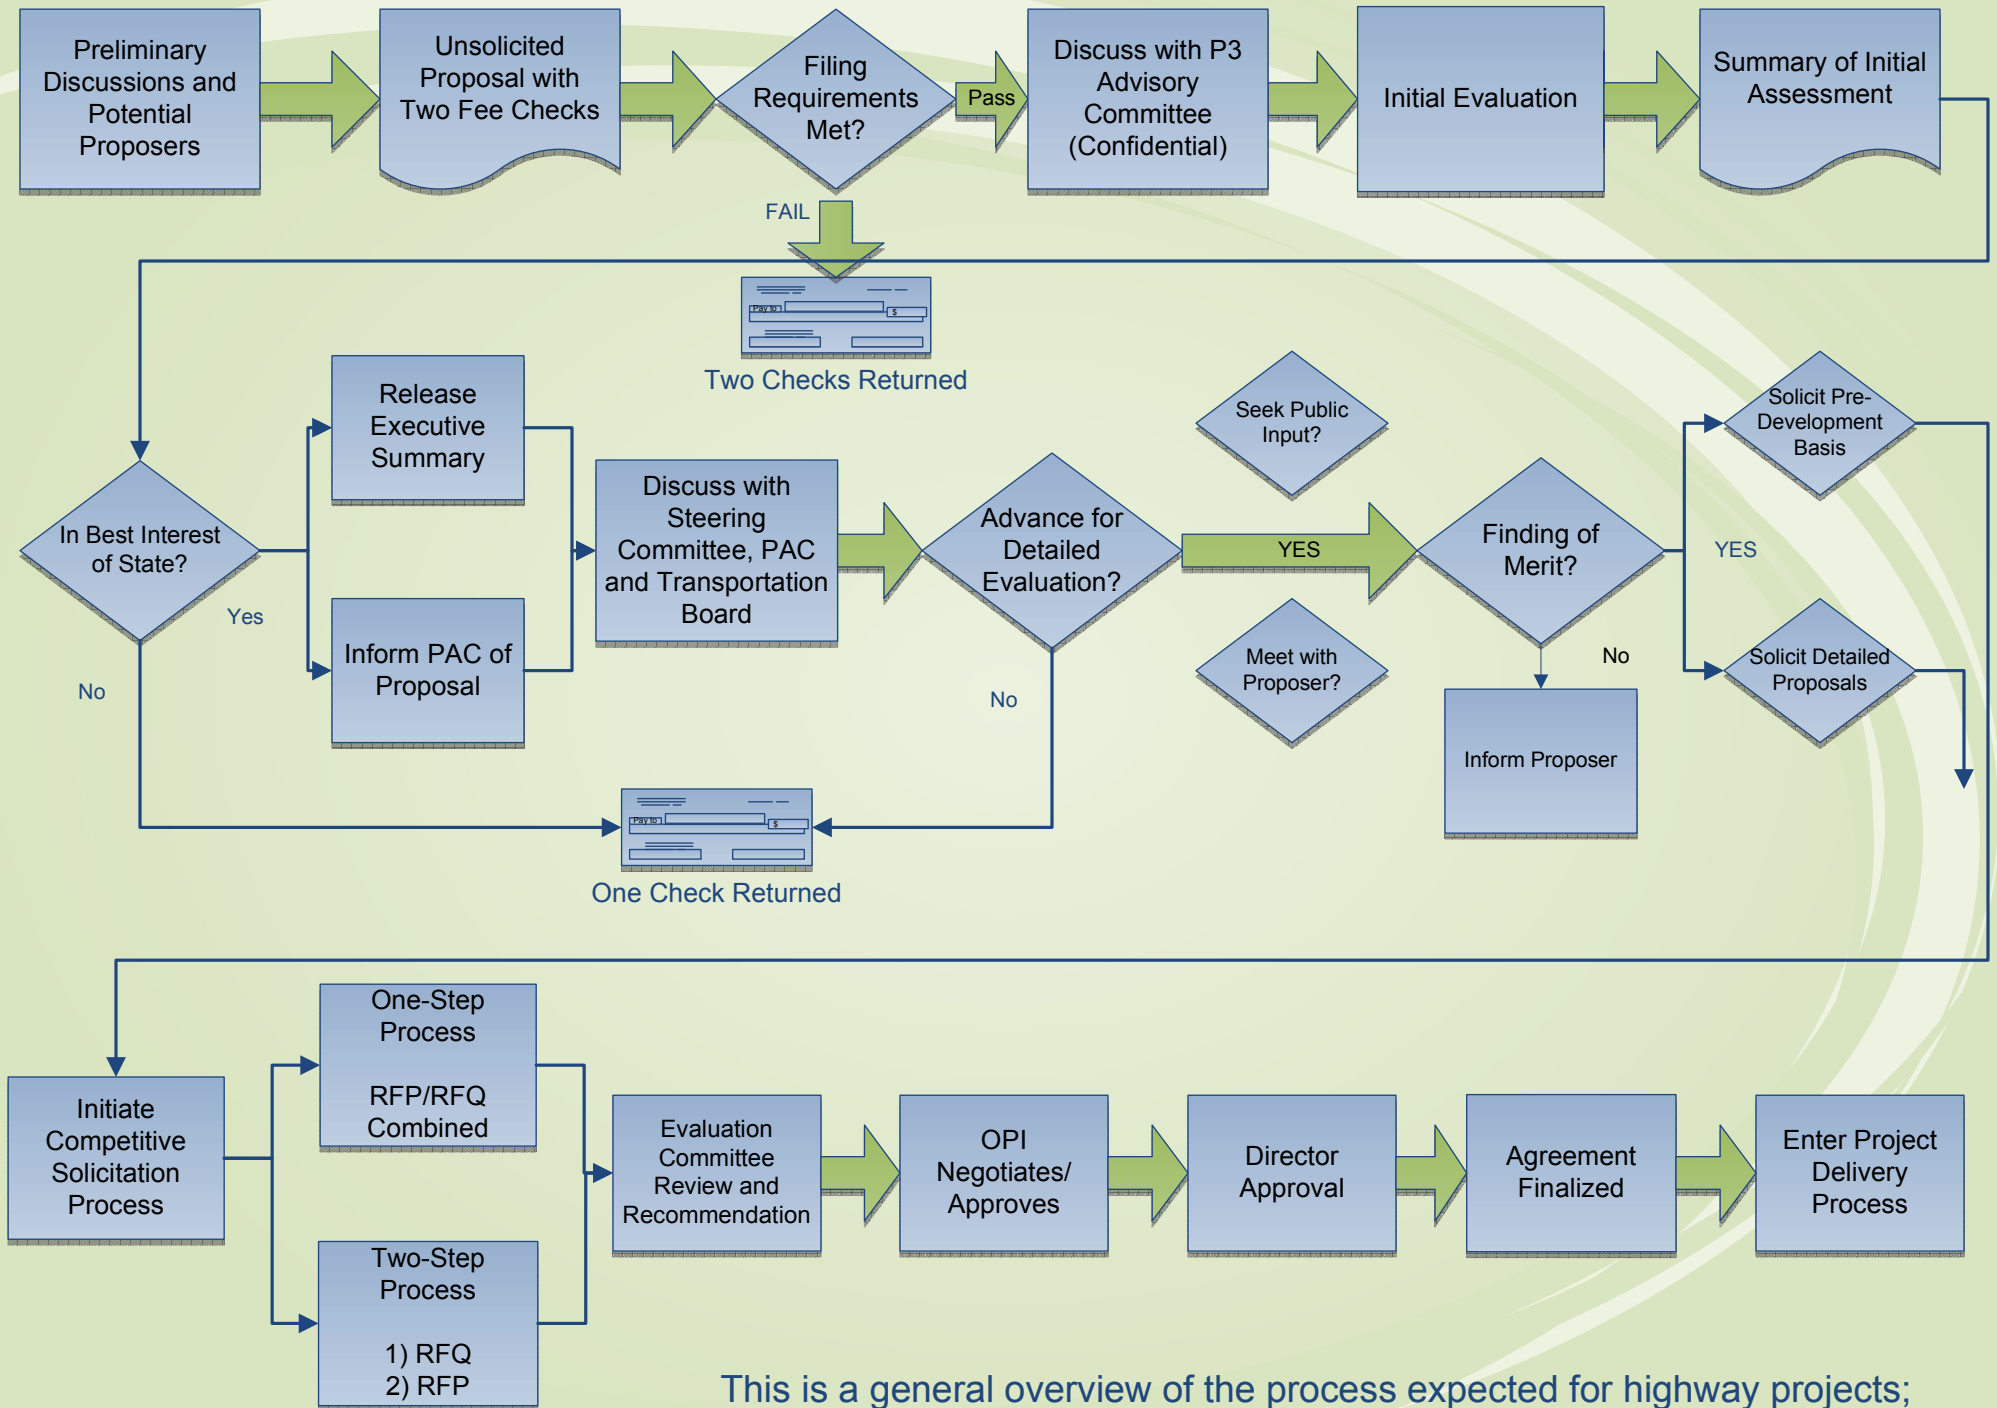 Preliminary
Discussions and
Potential
Proposers
Unsolicited
Proposal with
Two Fee Checks
Filing
Requirements
Met?
Pass
Discuss with P3
Advisory
Committee
(Confidential)
Initial Evaluation
Summary of Initial
Assessment
FAIL
Pay to
$
Two Checks Returned
In Best Interest
of State?
Yes
No
Release
Executive
Summary
Inform PAC of
Proposal
Discuss with
Steering
Committee, PAC
and Transportation
Board
Advance for
Detailed
Evaluation?
No
YES
Seek Public
Input?
Meet with
Proposer?
Finding of
Merit?
No
Inform Proposer
YES
Solicit Pre-
Development
Basis
Solicit Detailed
Proposals
Pay to
$
One Check Returned
Initiate
Competitive
Solicitation
Process
One-Step
Process
RFP/RFQ
Combined
Two-Step
Process
1) RFQ
2) RFP
Evaluation
Committee
Review and
Recommendation
OPI
Negotiates/
Approves
Director
Approval
Agreement
Finalized
Enter Project
Delivery
Process
This is a general overview of the process expected for highway projects;